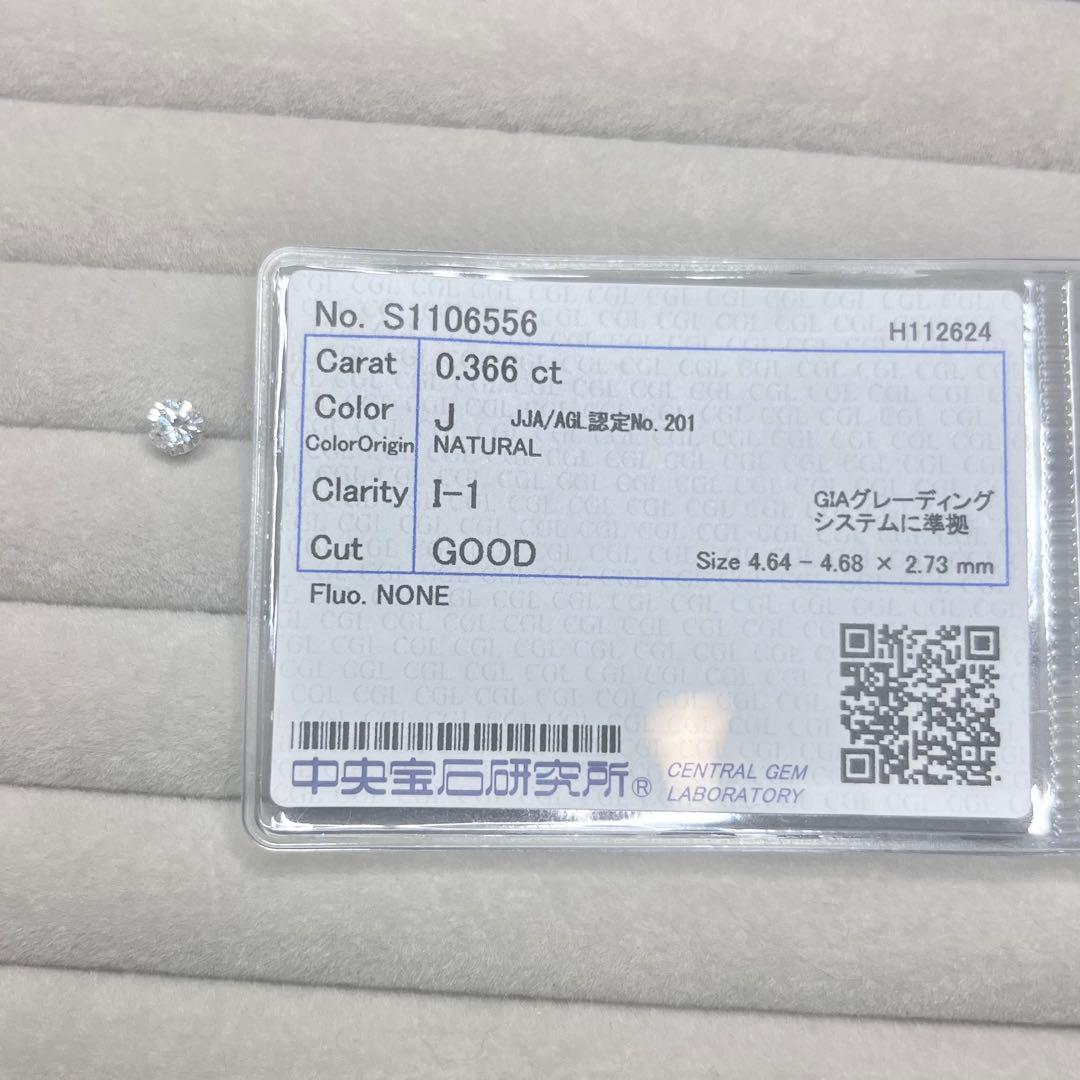 No. S1106556
H112624
Carat 0.366 ct
Color J JJA/AGL認定No. 201
ColorOrigin NATURAL
Clarity I-1
GIAグレーディング
システムに準拠
Cut GOOD
Size 4.64 - 4.68 × 2.73 mm
Fluo. NONE
中央宝石研究所®
CENTRAL GEM
LABORATORY